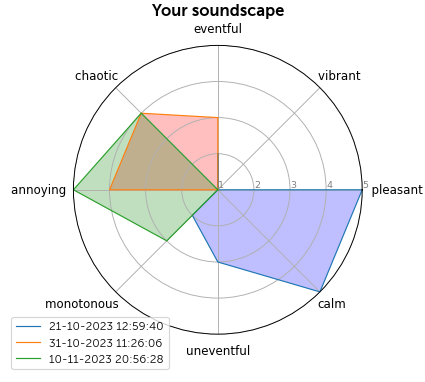 Your soundscape
eventful
chaotic
vibrant
annoying
1
2
3
4
5
pleasant
monotonous
calm
uneventful
21-10-2023 12:59:40
31-10-2023 11:26:06
10-11-2023 20:56:28